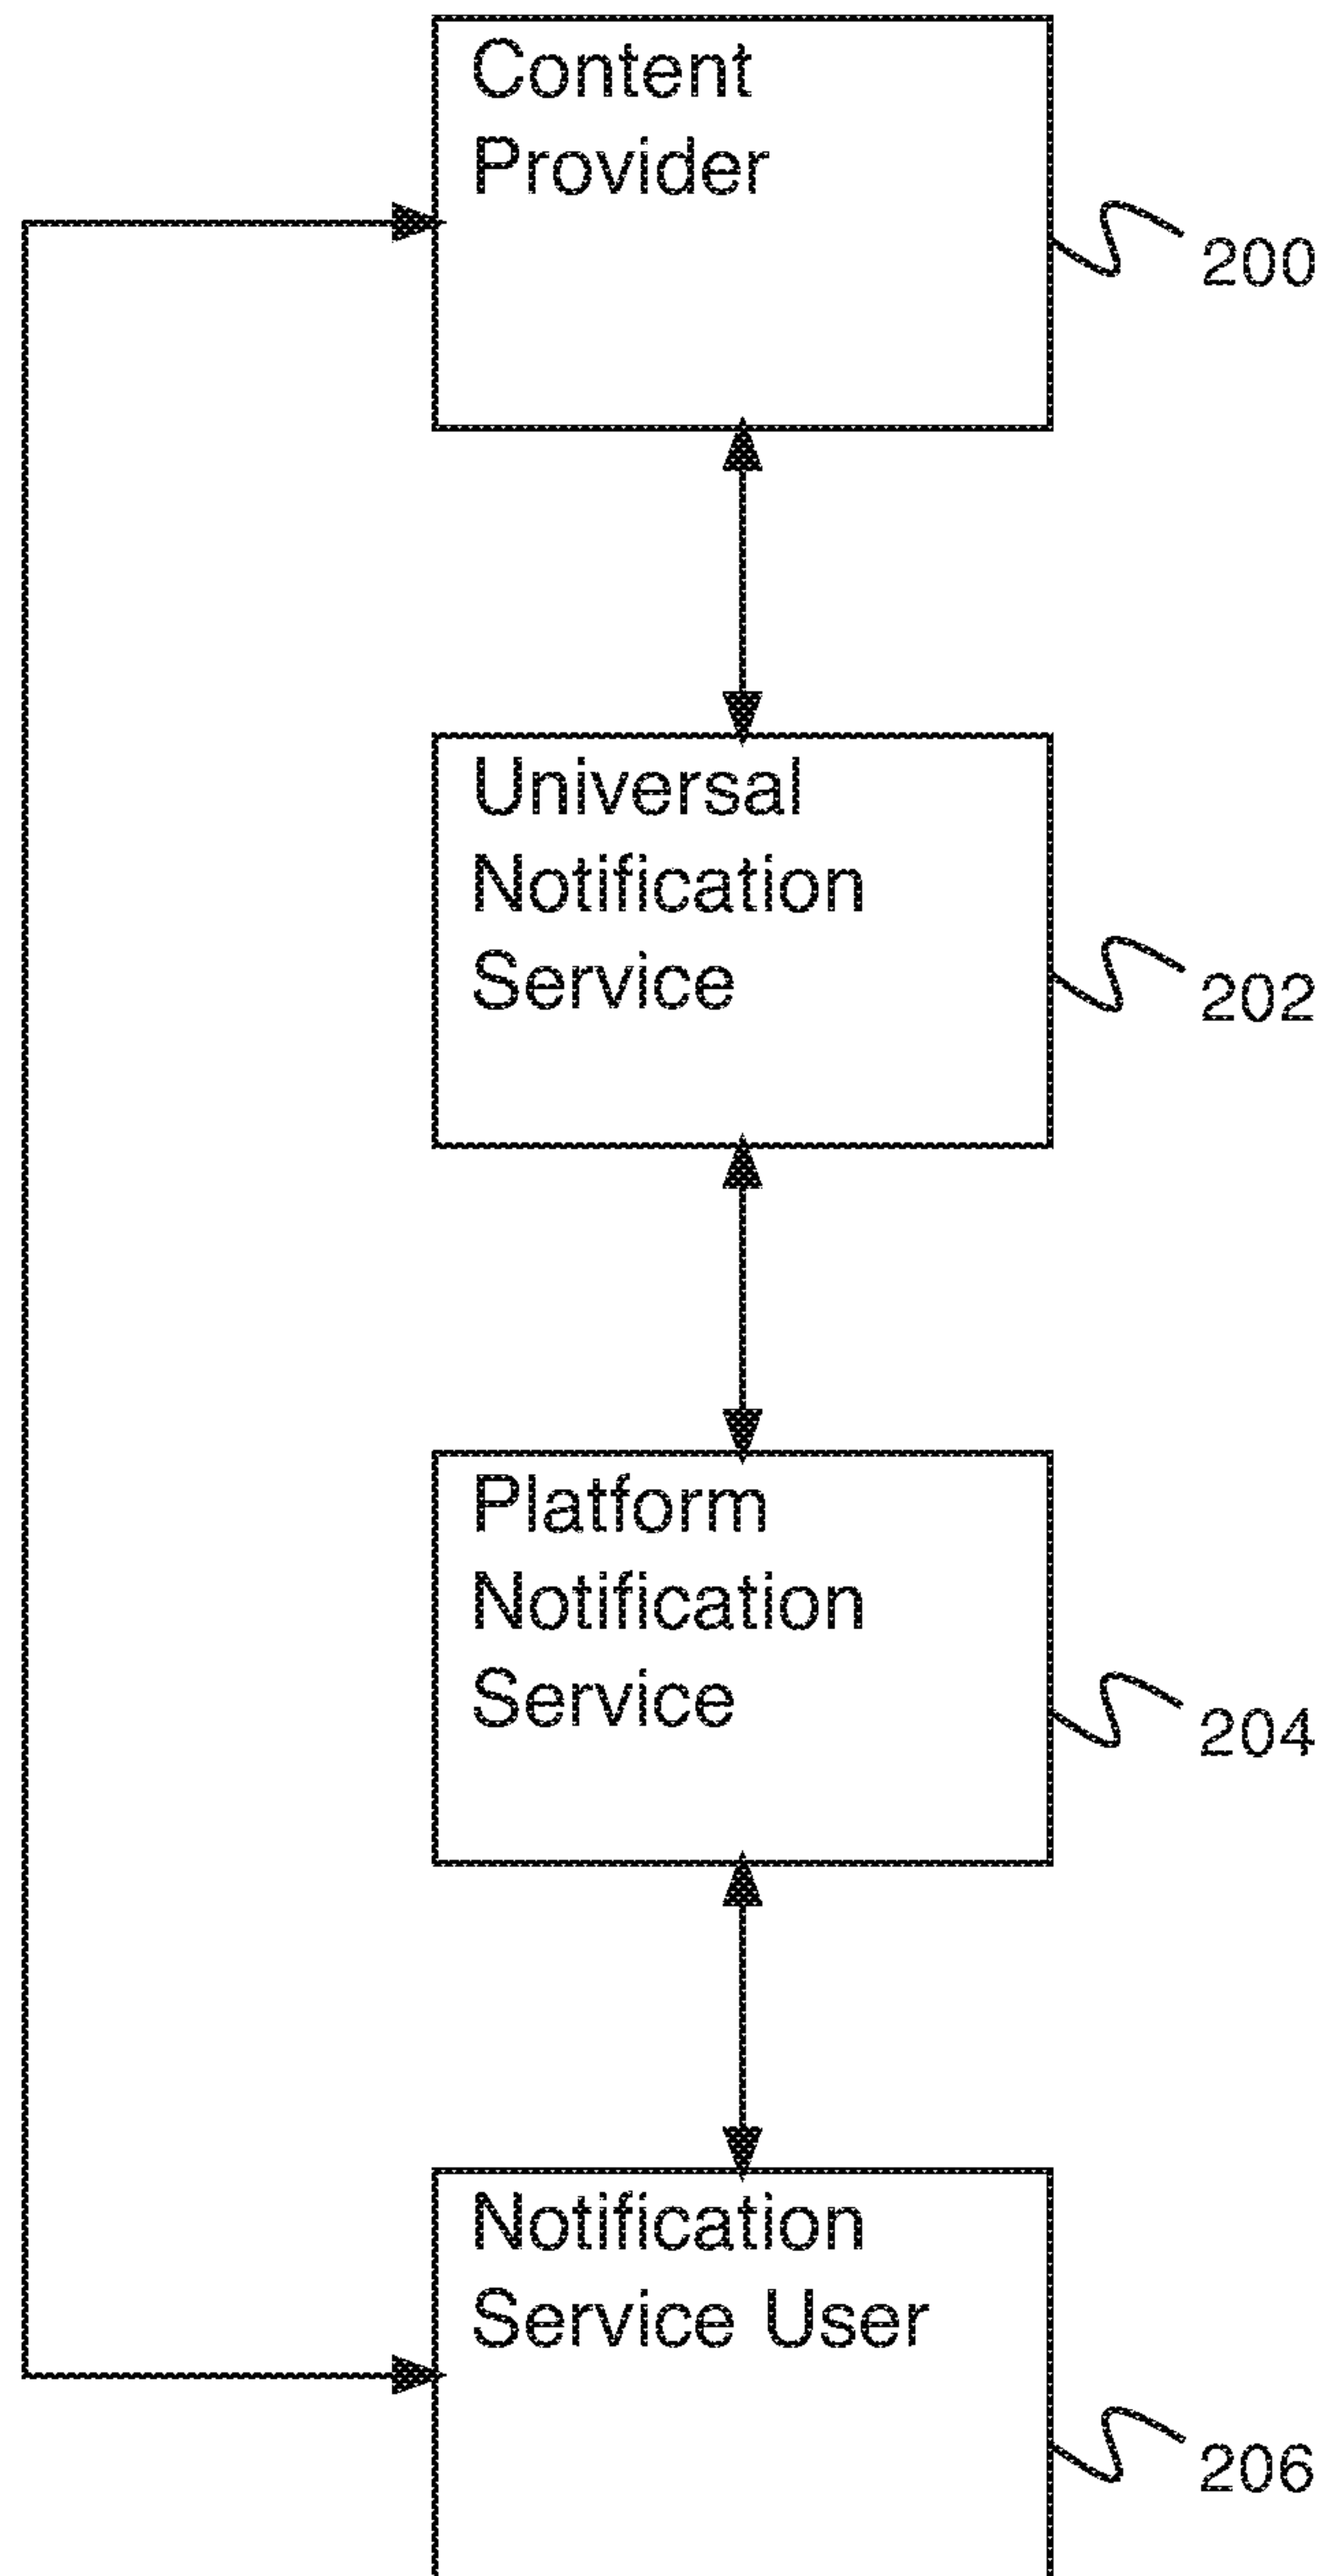 Content
Provider
200
Universal
Notification
Service
202
Platform
Notification
Service
204
Notification
Service User
206